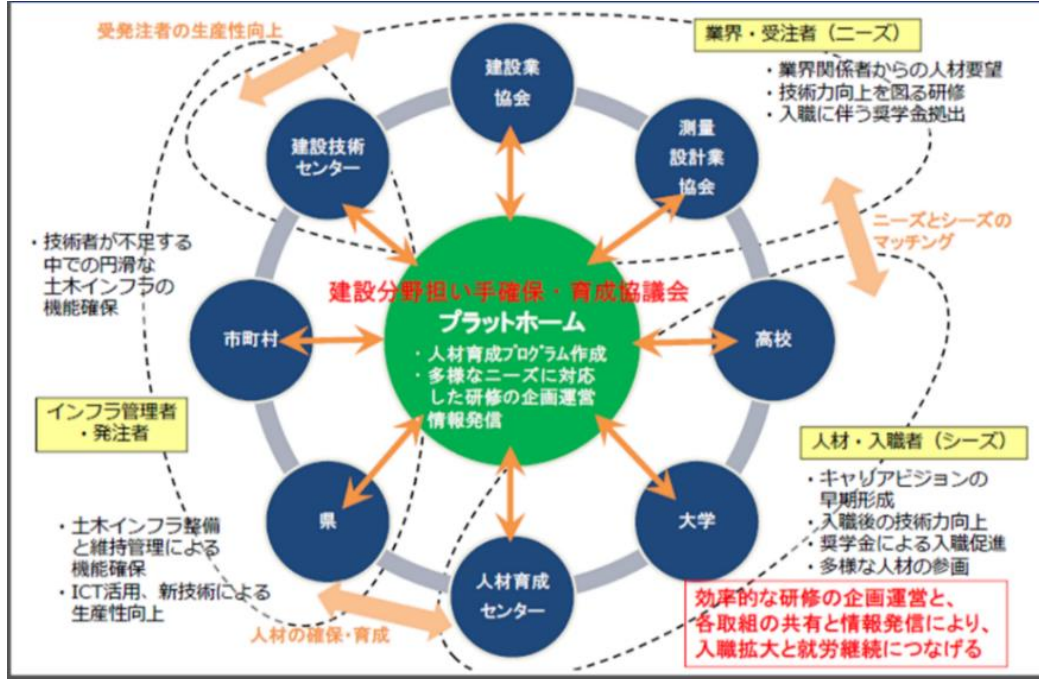 受発注者の生産性向上
業界・受注者（ニーズ）
・業界関係者からの人材要望
・技術力向上を図る研修
・入職に伴う奨学金拠出
建設業
協会
測量
設計業
協会
建設技術
センター
ニーズとシーズの
マッチング
・技術者が不足する
中での円滑な
土木インフラの
機能確保
建設分野担い手確保・育成協議会
プラットホーム
・人材育成ﾌﾟﾛｸﾞﾗﾑ作成
・多様なニーズに対応
した研修の企画運営
情報発信
市町村
高校
インフラ管理者
・発注者
人材・入職者（シーズ）
・キャリアビジョンの
早期形成
・入職後の技術力向上
・奨学金による入職促進
・多様な人材の参画
県
大学
・土木インフラ整備
と維持管理による
機能確保
・ICT活用、新技術による
生産性向上
人材育成
センター
人材の確保・育成
効率的な研修の企画運営と、
各取組の共有と情報発信により、
入職拡大と就労継続につなげる